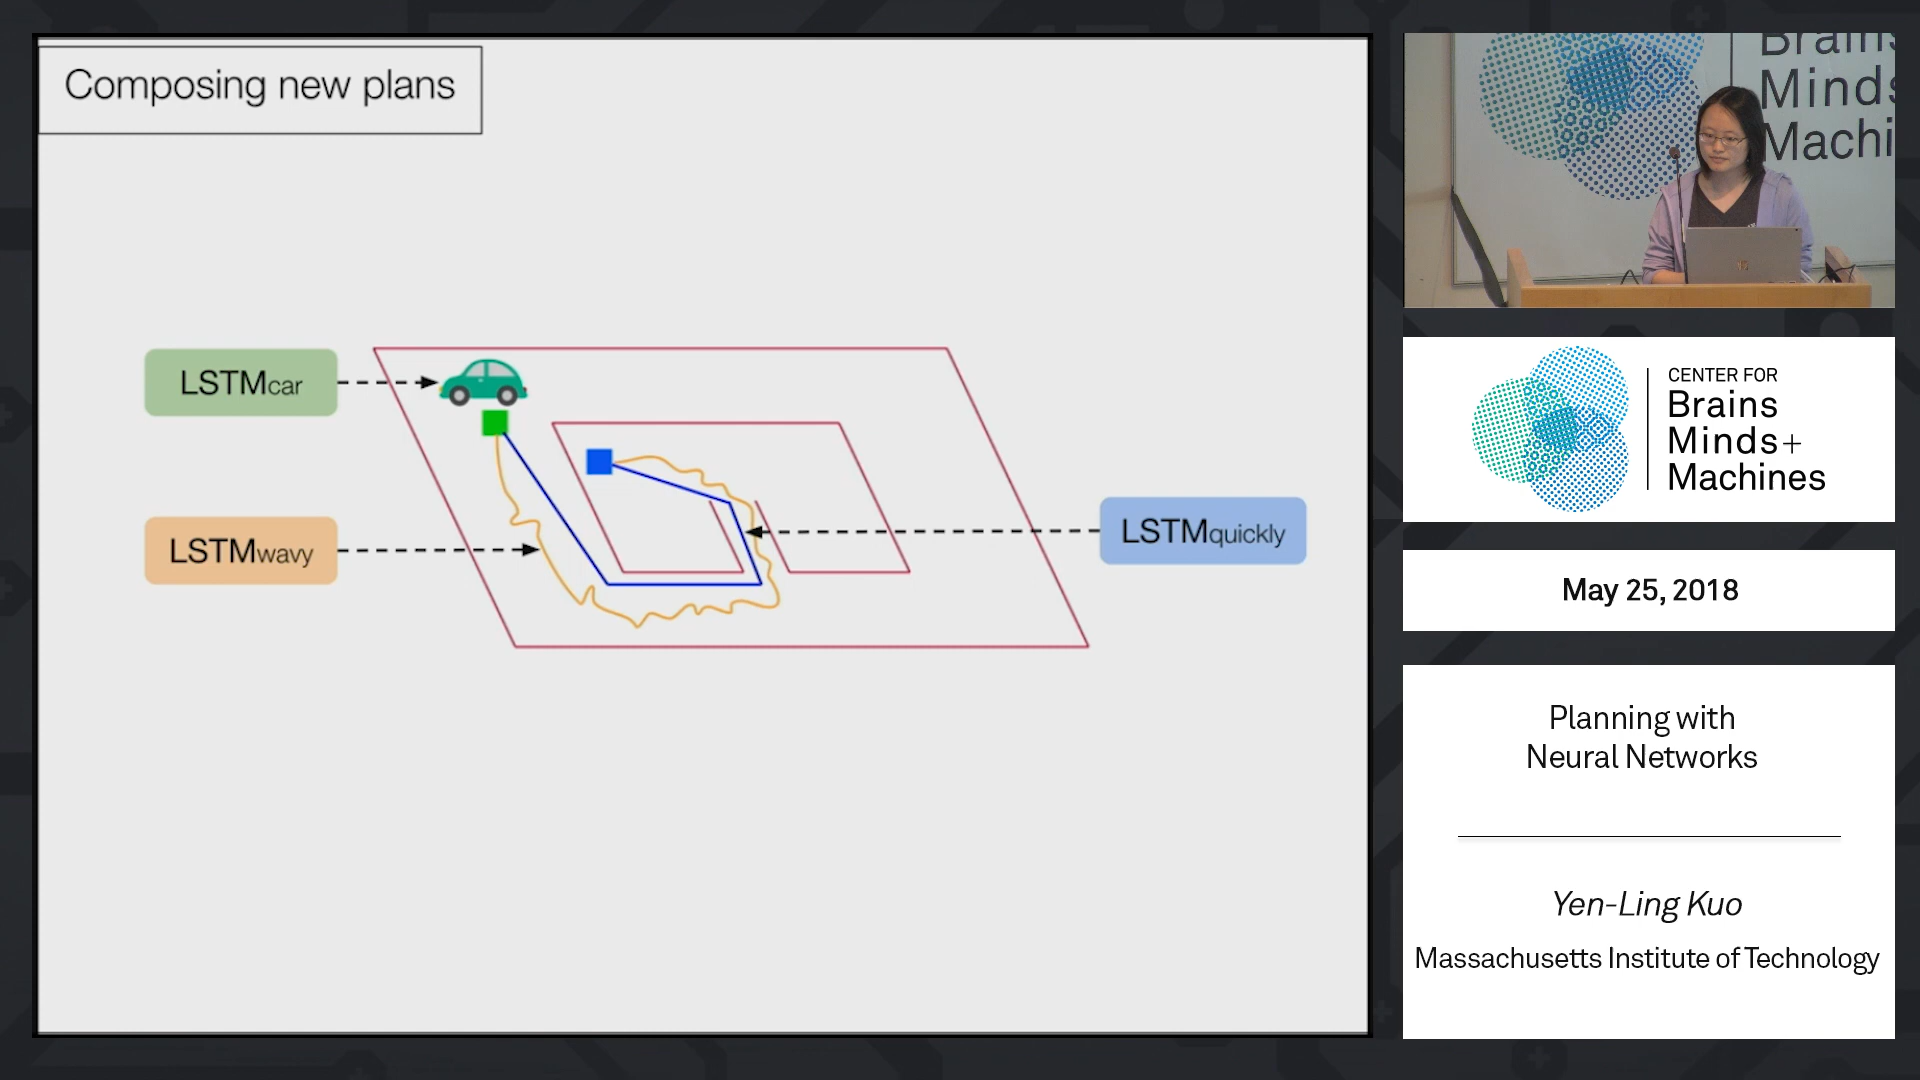 Composing new plans
LSTMcar
LSTMwavy
LSTMquickly
Brains
Minds
Machi
CENTER FOR
Brains
Minds+
Machines
May 25, 2018
Planning with
Neural Networks
Yen-Ling Kuo
Massachusetts Institute of Technology